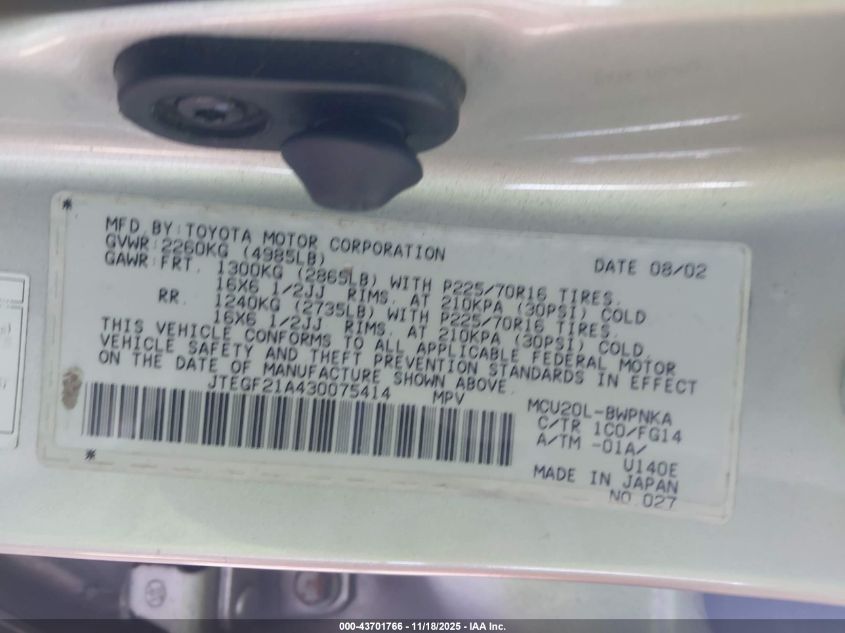 *
MFD BY: TOYOTA MOTOR CORPORATION DATE 08/02
GVWR: 2260KG (4985LB)
GAWR: FRT. 1300KG (2865LB) WITH P225/70R16 TIRES.
16X6 1/2JJ RIMS. AT 210KPA (30PSI) COLD
RR. 1240KG (2735LB) WITH P225/70R16 TIRES.
16X6 1/2JJ RIMS. AT 210KPA (30PSI) COLD
THIS VEHICLE CONFORMS TO ALL APPLICABLE FEDERAL MOTOR
VEHICLE SAFETY AND THEFT PREVENTION STANDARDS IN EFFECT
ON THE DATE OF MANUFACTURE SHOWN ABOVE.
JTEGF21A430075414 MPV
MCU20L-BWPNKA
C/TR 1C0/FG14
A/TM -01A/
U140E
MADE IN JAPAN
NO.027
*
000-43701766 - 11/18/2025 - IAA Inc.